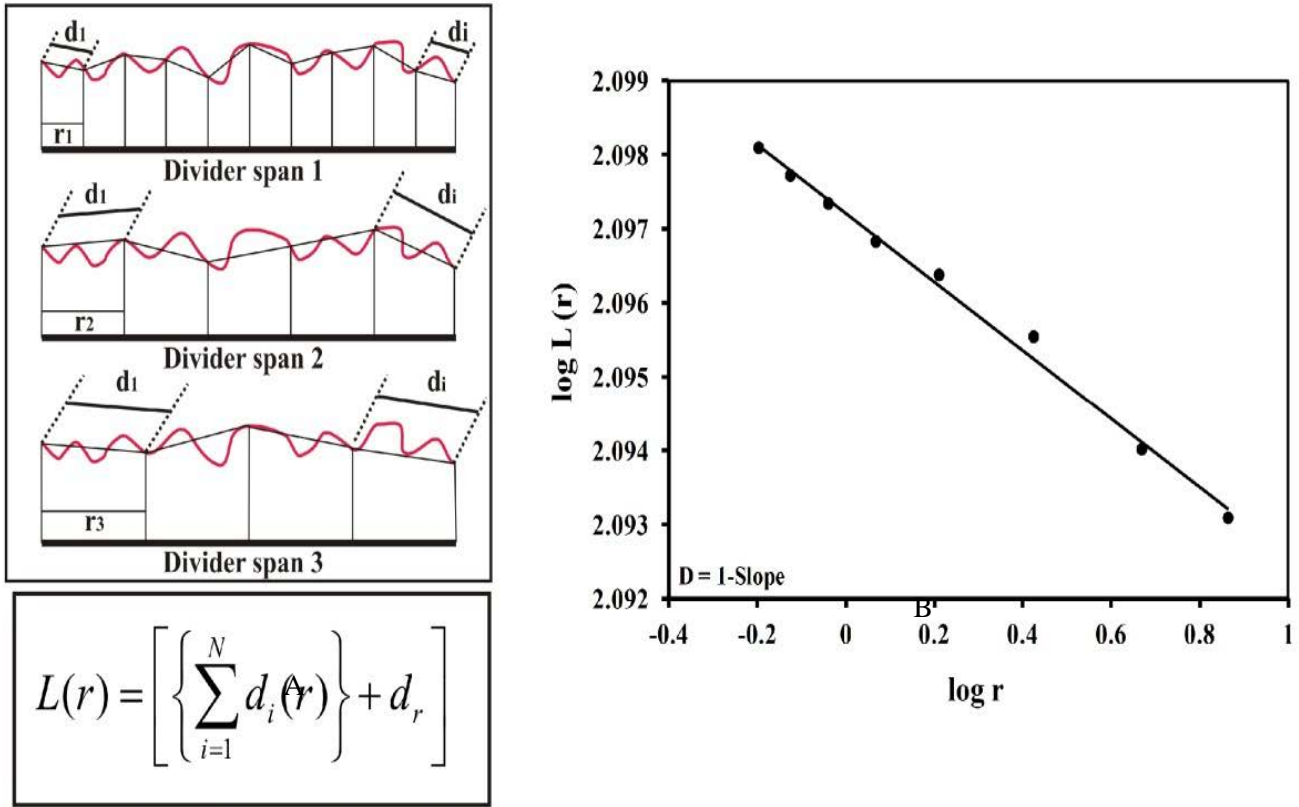 d1 di
r1
Divider span 1
d1 di
r2
Divider span 2
d1 di
r3
Divider span 3
L(r) = [ { N ∑ i=1 d_i(r) } + d_r ]
A
2.099
2.098
2.097
2.096
2.095
2.094
2.093
2.092
log L (r)
D = 1-Slope
B
-0.4 -0.2 0 0.2 0.4 0.6 0.8 1
log r